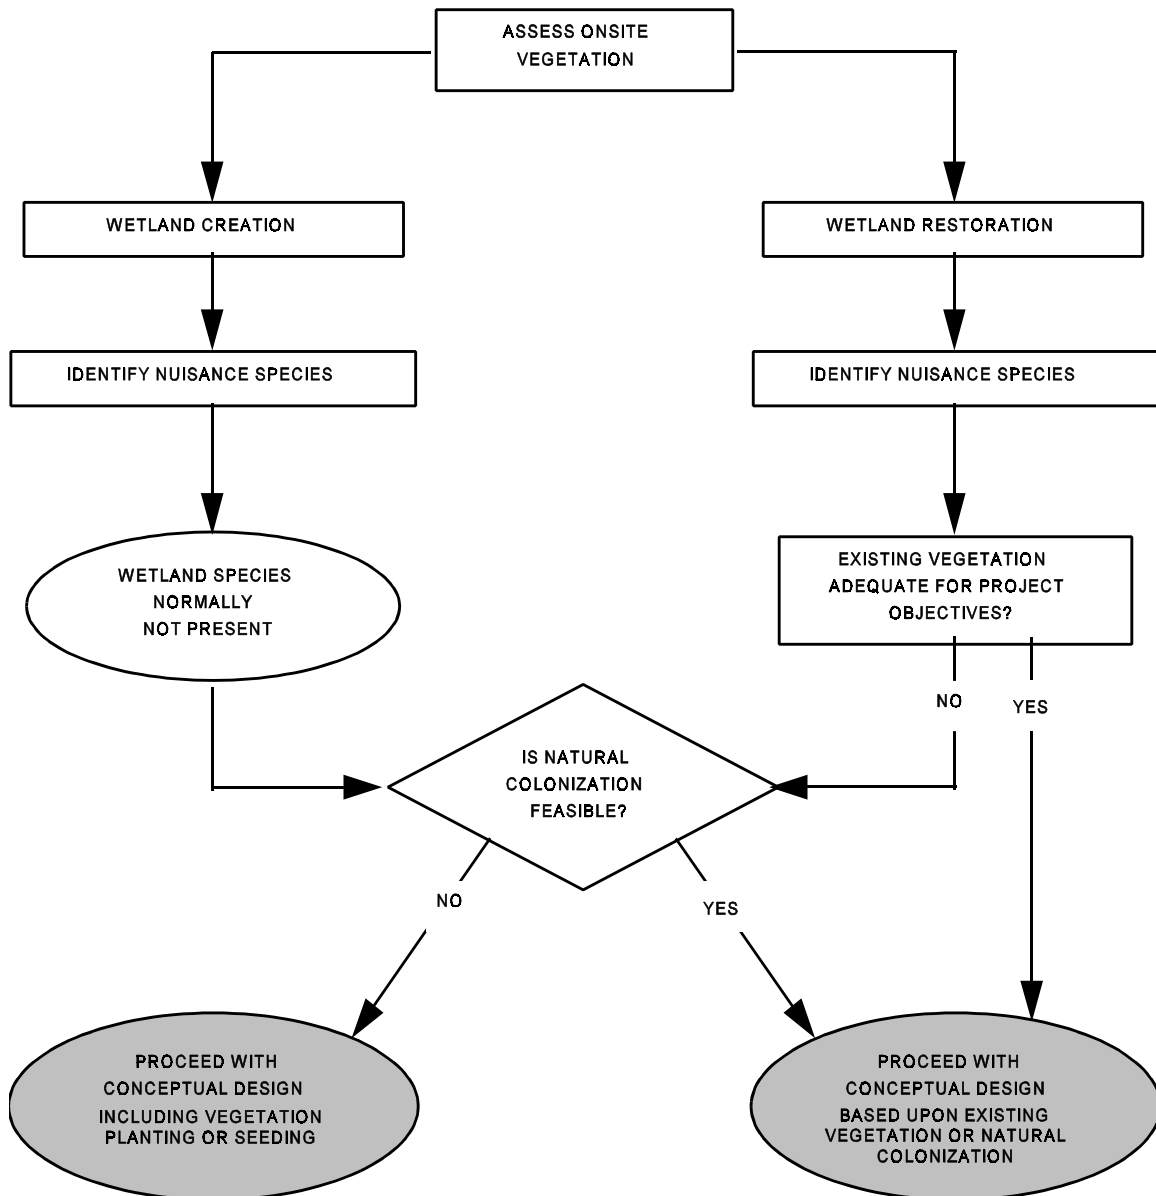 ASSESS ONSITE
VEGETATION
WETLAND CREATION
WETLAND RESTORATION
IDENTIFY NUISANCE SPECIES
IDENTIFY NUISANCE SPECIES
WETLAND SPECIES
NORMALLY
NOT PRESENT
EXISTING VEGETATION
ADEQUATE FOR PROJECT
OBJECTIVES?
NO
YES
IS NATURAL
COLONIZATION
FEASIBLE?
NO
YES
PROCEED WITH
CONCEPTUAL DESIGN
INCLUDING VEGETATION
PLANTING OR SEEDING
PROCEED WITH
CONCEPTUAL DESIGN
BASED UPON EXISTING
VEGETATION OR NATURAL
COLONIZATION